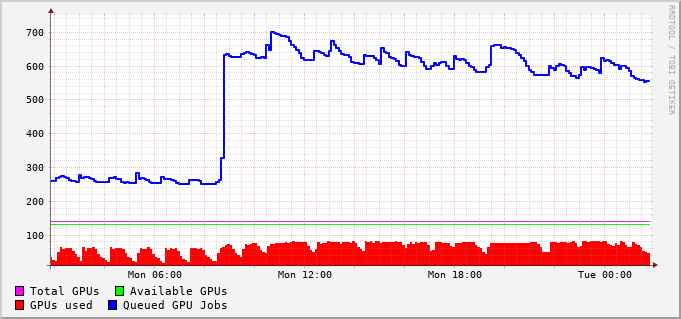 RRDTOOL / TOBI OETIKER
700
600
500
400
300
200
100
Mon 06:00 Mon 12:00 Mon 18:00 Tue 00:00
Total GPUs Available GPUs
GPUs used Queued GPU Jobs